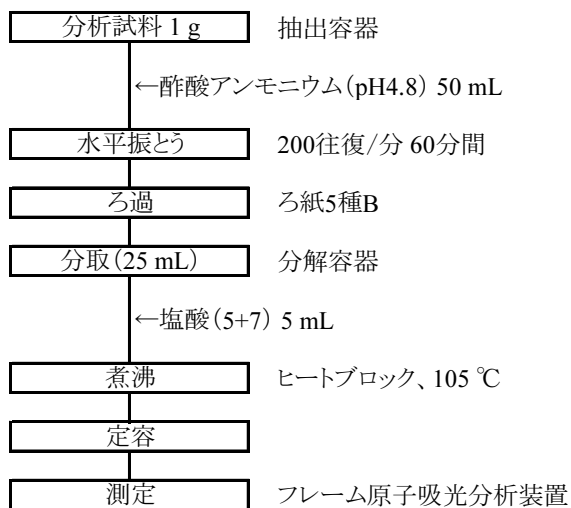 分析試料 1 g 抽出容器
←酢酸アンモニウム(pH4.8) 50 mL
水平振とう 200往復/分 60分間
ろ過 ろ紙5種B
分取(25 mL) 分解容器
←塩酸(5+7) 5 mL
煮沸 ヒートブロック、105 ℃
定容
測定 フレーム原子吸光分析装置